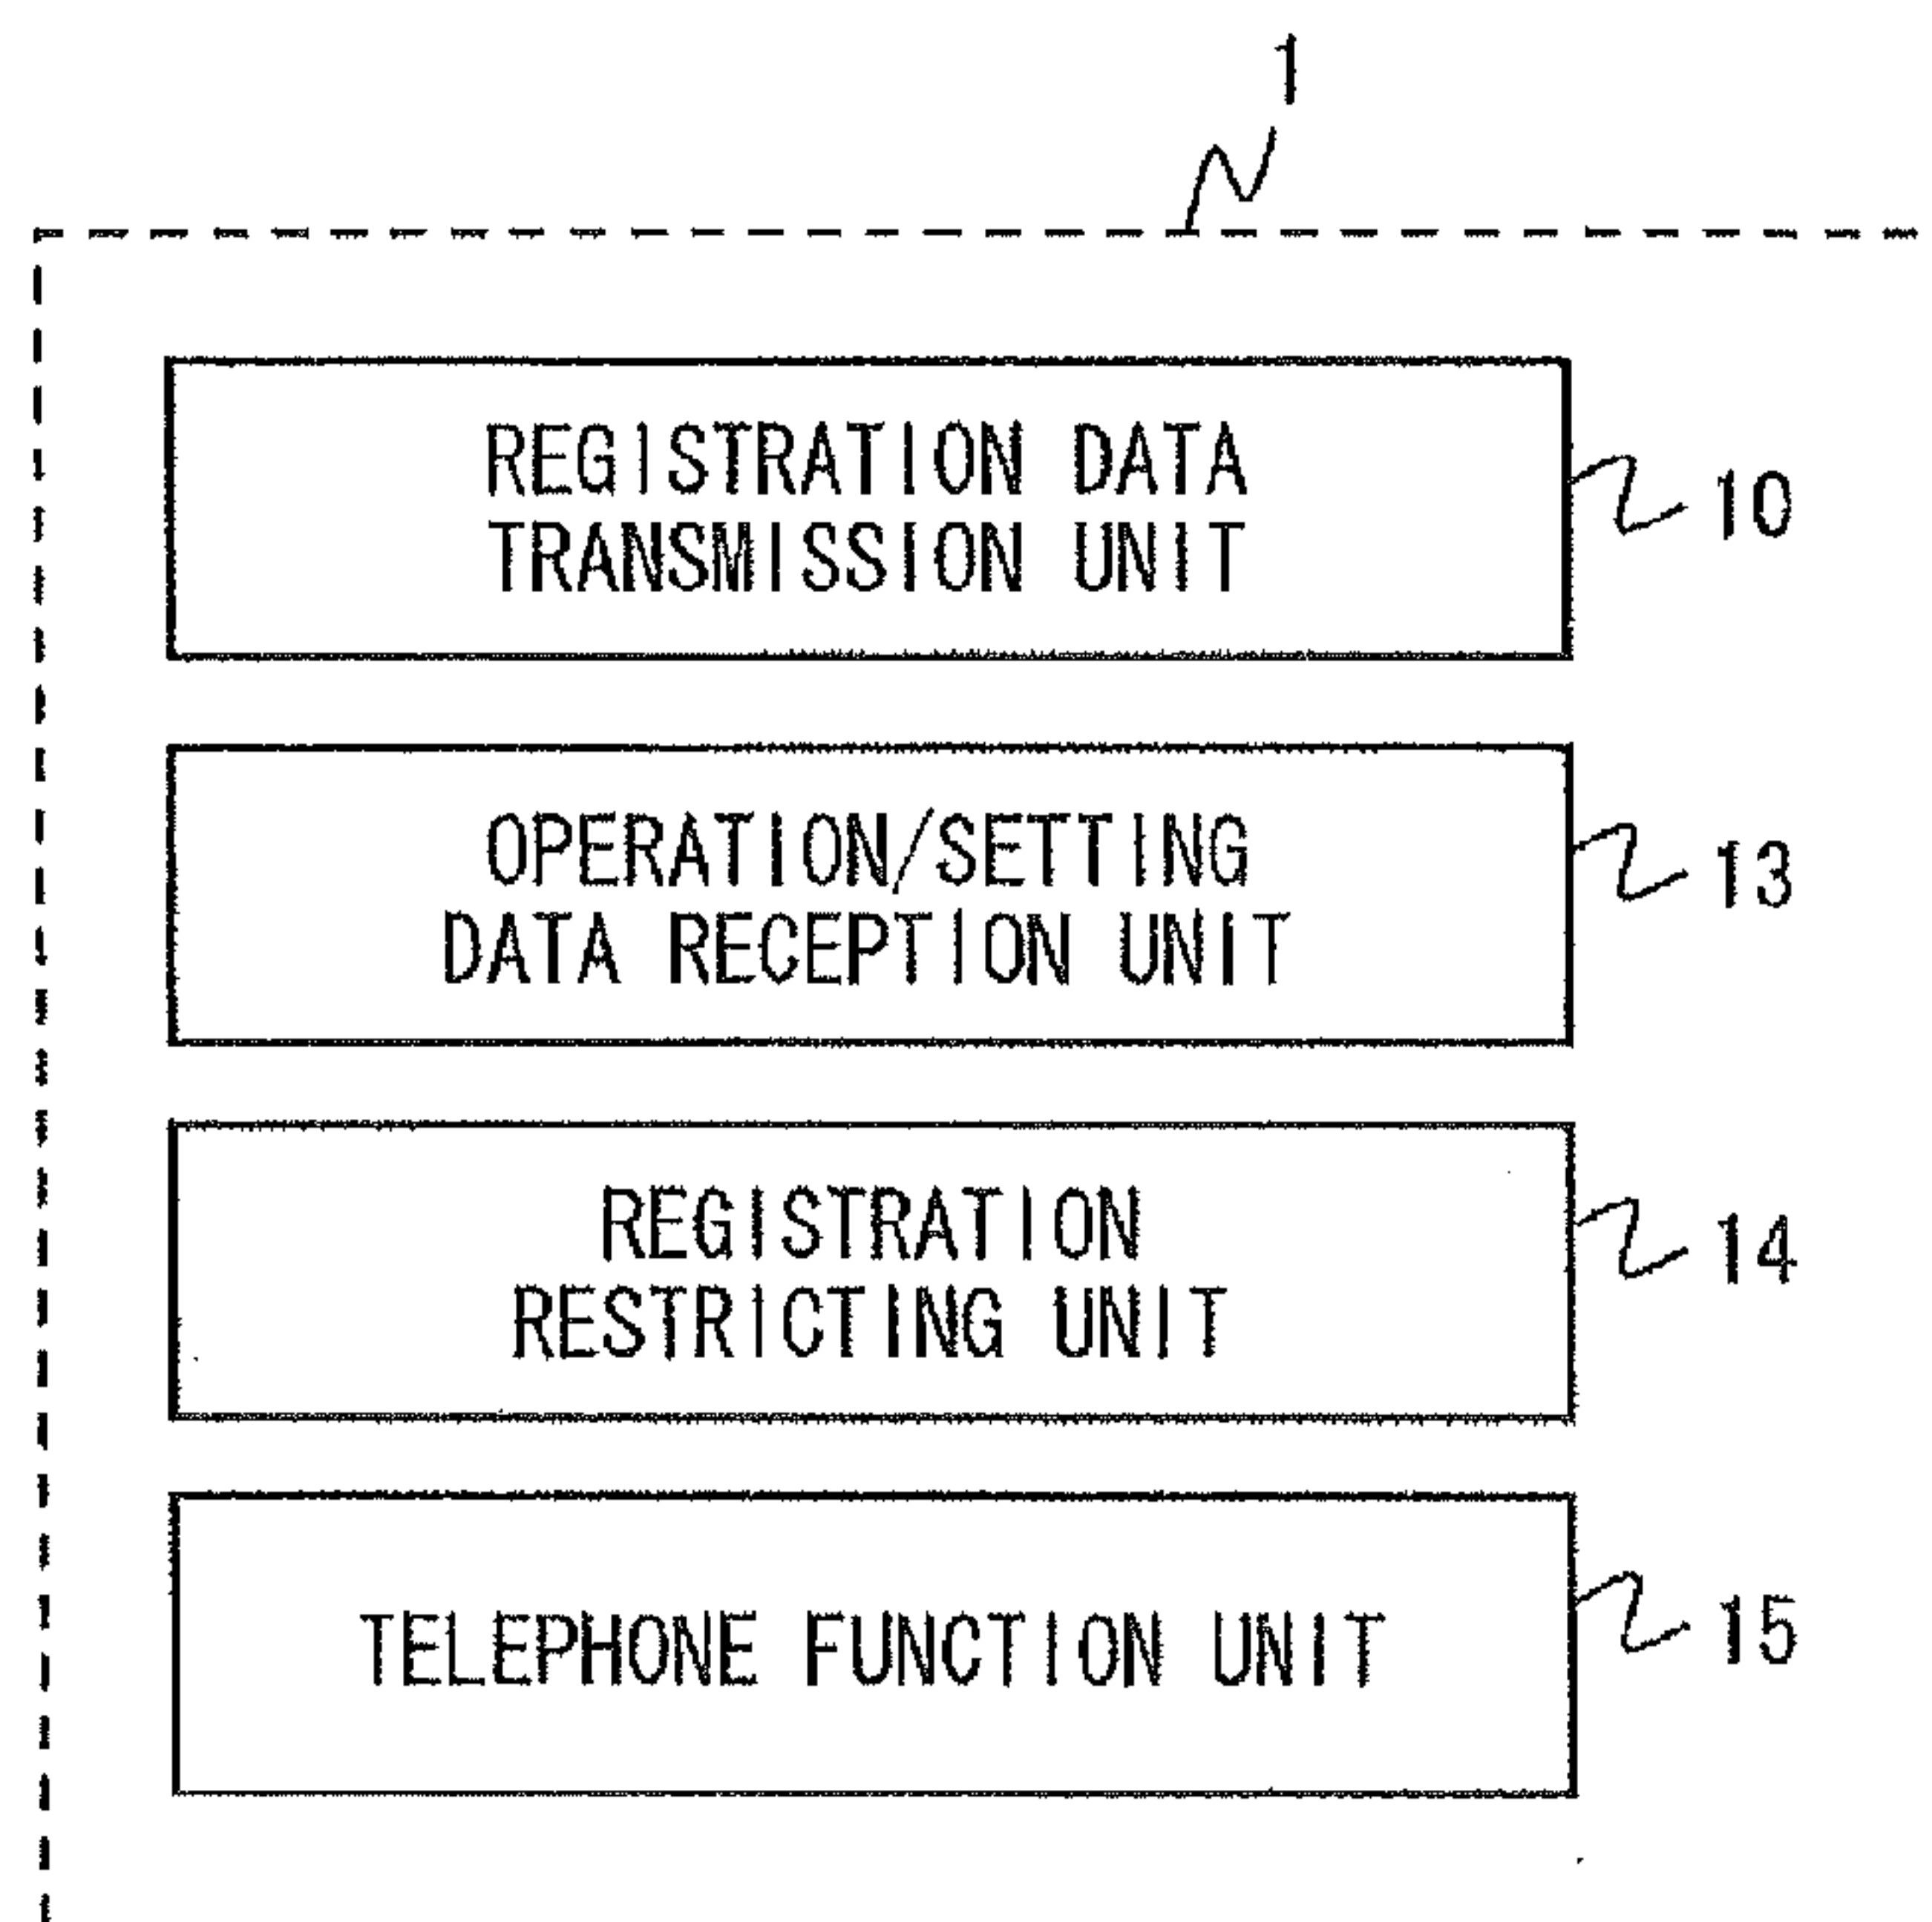 1
REGISTRATION DATA
TRANSMISSION UNIT
10
OPERATION/SETTING
DATA RECEPTION UNIT
13
REGISTRATION
RESTRICTING UNIT
14
TELEPHONE FUNCTION UNIT
15